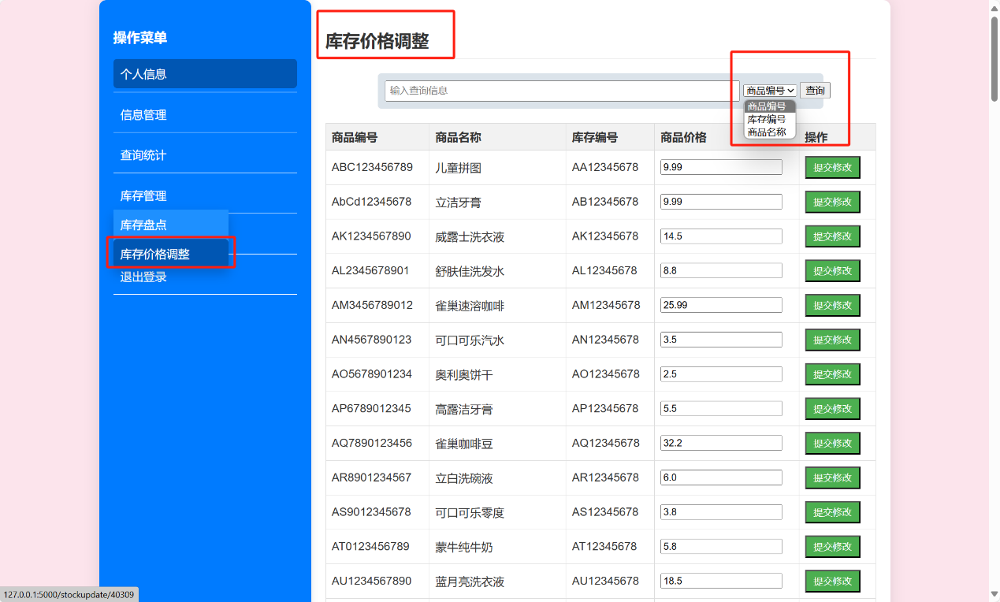 操作菜单
个人信息
信息管理
查询统计
库存管理
库存盘点
库存价格调整
退出登录
库存价格调整
输入查询信息 商品编号 查询
商品编号
库存编号
商品名称
商品编号 商品名称 库存编号 商品价格 操作
ABC123456789 儿童拼图 AA12345678 9.99 提交修改
AbCd12345678 立洁牙膏 AB12345678 9.99 提交修改
AK1234567890 威露士洗衣液 AK12345678 14.5 提交修改
AL2345678901 舒肤佳洗发水 AL12345678 8.8 提交修改
AM3456789012 雀巢速溶咖啡 AM12345678 25.99 提交修改
AN4567890123 可口可乐汽水 AN12345678 3.5 提交修改
AO5678901234 奥利奥饼干 AO12345678 2.5 提交修改
AP6789012345 高露洁牙膏 AP12345678 5.5 提交修改
AQ7890123456 雀巢咖啡豆 AQ12345678 32.2 提交修改
AR8901234567 立白洗碗液 AR12345678 6.0 提交修改
AS9012345678 可口可乐零度 AS12345678 3.8 提交修改
AT0123456789 蒙牛纯牛奶 AT12345678 5.8 提交修改
AU1234567890 蓝月亮洗衣液 AU12345678 18.5 提交修改
127.0.0.1:5000/stockupdate/40309